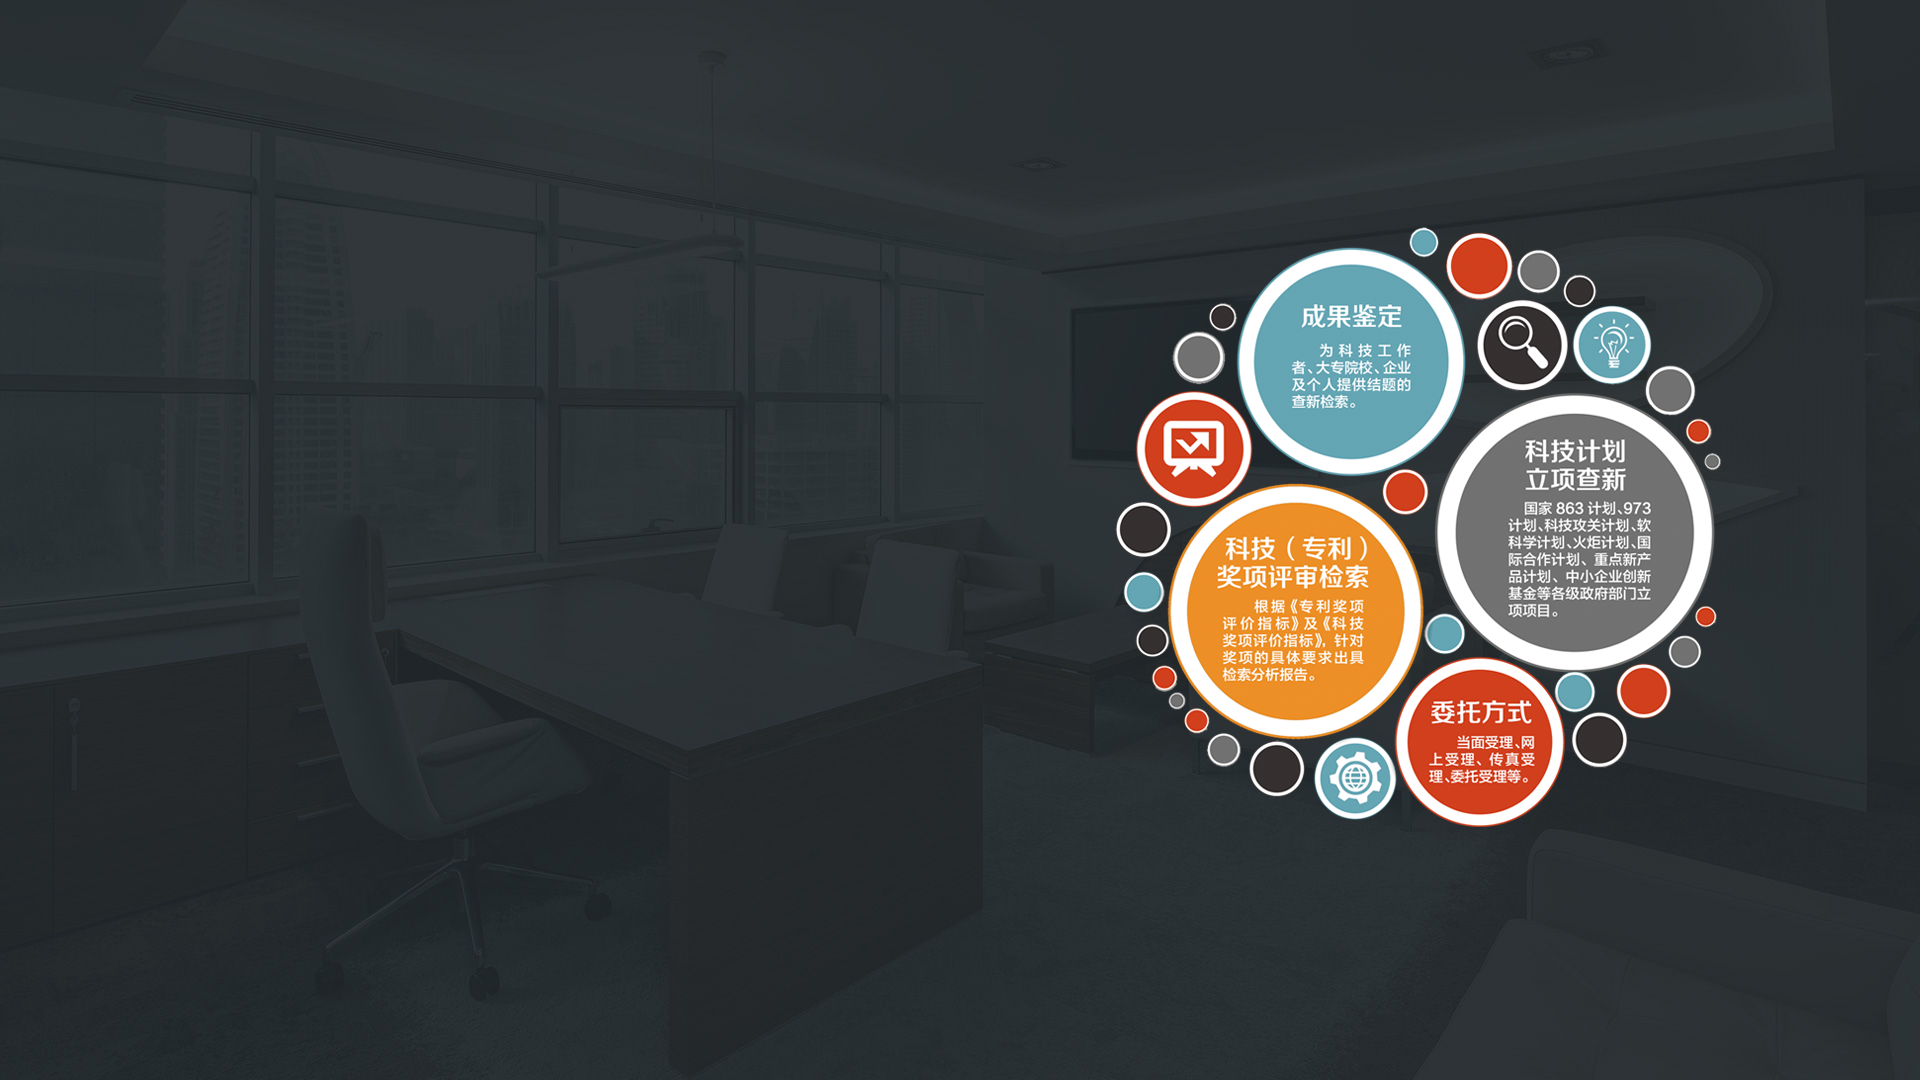 成果鉴定
为科技工作
者、大专院校、企业
及个人提供结题的
查新检索。
科技计划
立项查新
国家 863 计划、973
计划、科技攻关计划、软
科学计划、火炬计划、国
际合作计划、重点新产
品计划、中小企业创新
基金等各级政府部门立
项项目。
科技（专利）
奖项评审检索
根据《专利奖项
评价指标》及《科技
奖项评价指标》，针对
奖项的具体要求出具
检索分析报告。
委托方式
当面受理、网
上受理、传真受
理、委托受理等。